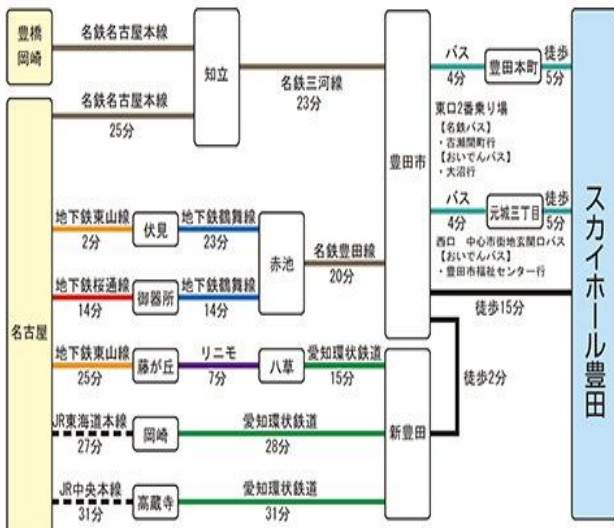 豊橋
岡崎
名鉄名古屋本線
知立
名鉄三河線
23分
名鉄名古屋本線
25分
名古屋
地下鉄東山線
2分
伏見
地下鉄鶴舞線
23分
赤池
名鉄豊田線
20分
地下鉄桜通線
14分
御器所
地下鉄鶴舞線
14分
地下鉄東山線
25分
藤が丘
リニモ
7分
八草
愛知環状鉄道
15分
JR東海道本線
27分
岡崎
愛知環状鉄道
28分
JR中央本線
31分
高蔵寺
愛知環状鉄道
31分
豊田市
新豊田
バス
4分
豊田本町
徒歩
5分
東口2番乗り場
【名鉄バス】
・古瀬間町行
【おいでんバス】
・大沼行
バス
4分
元城三丁目
徒歩
5分
西口 中心市街地玄関口バス
【おいでんバス】
・豊田市福祉センター行
徒歩15分
徒歩2分
スカイホール豊田